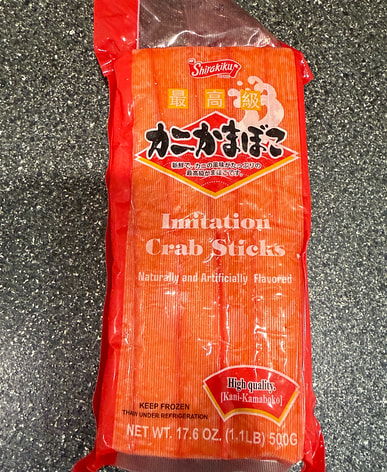 Shirakiku
最高級
カニかまぼこ
新鮮で、カニの風味がたっぷりの
最高級かまぼこです。
Imitation
Crab Sticks
Naturally and Artificially Flavored
High quality.
[Kani-Kamaboko]
KEEP FROZEN
THAW UNDER REFRIGERATION
NET WT. 17.6 OZ. (1.1LB) 500G